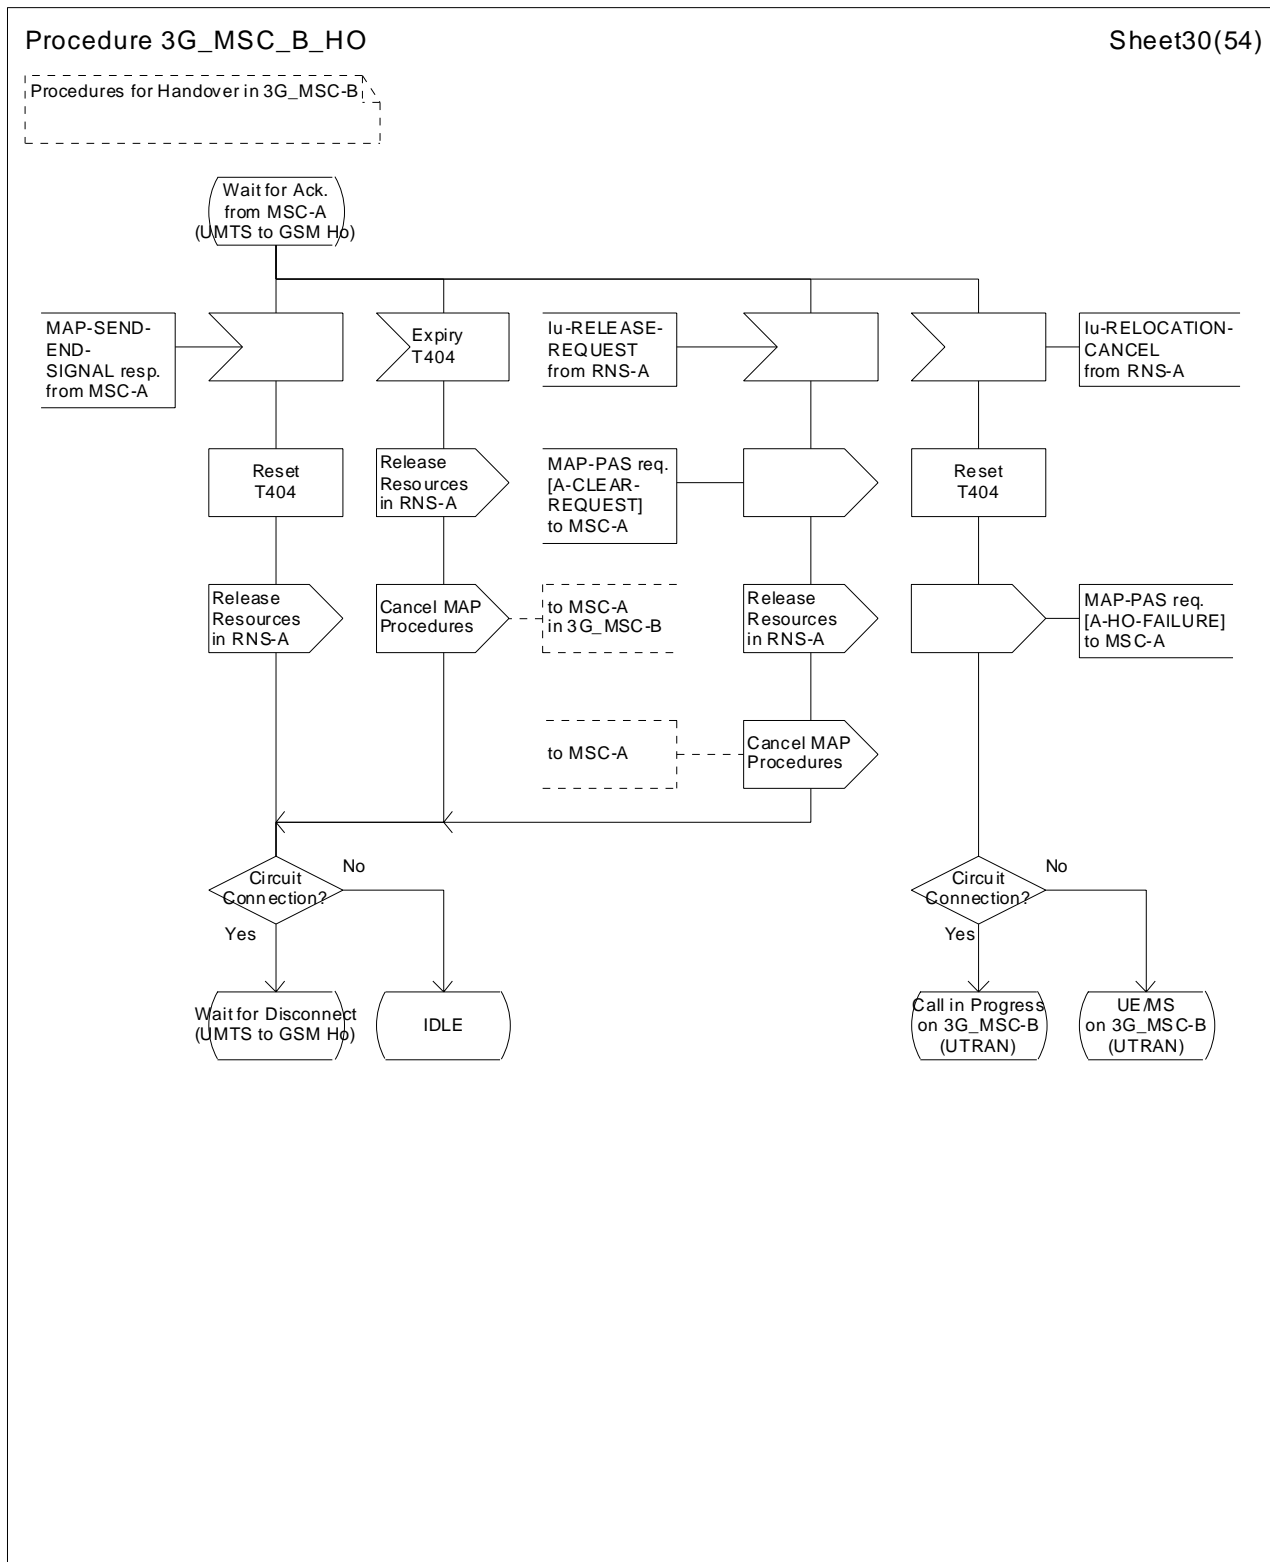 Procedure 3G_MSC_B_HO
Sheet30(54)
Procedures for Handover in 3G_MSC-B
Wait for Ack.
from MSC-A
(UMTS to GSM Ho)
MAP-SEND-
END-
SIGNAL resp.
from MSC-A
Expiry
T404
Iu-RELEASE-
REQUEST
from RNS-A
Iu-RELOCATION-
CANCEL
from RNS-A
Reset
T404
Release
Resources
in RNS-A
MAP-PAS req.
[A-CLEAR-
REQUEST]
to MSC-A
Reset
T404
Release
Resources
in RNS-A
Cancel MAP
Procedures
to MSC-A
in 3G_MSC-B
Release
Resources
in RNS-A
MAP-PAS req.
[A-HO-FAILURE]
to MSC-A
to MSC-A
Cancel MAP
Procedures
Circuit
Connection?
No
Yes
Circuit
Connection?
No
Yes
Wait for Disconnect
(UMTS to GSM Ho)
IDLE
Call in Progress
on 3G_MSC-B
(UTRAN)
UE/MS
on 3G_MSC-B
(UTRAN)